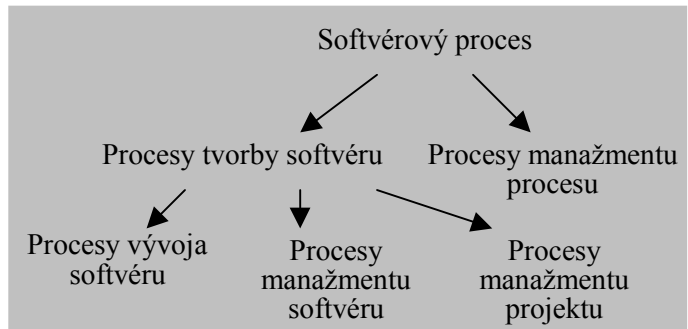 Softvérový proces
Procesy tvorby softvéru
Procesy manažmentu
procesu
Procesy vývoja
softvéru
Procesy
manažmentu
softvéru
Procesy
manažmentu
projektu